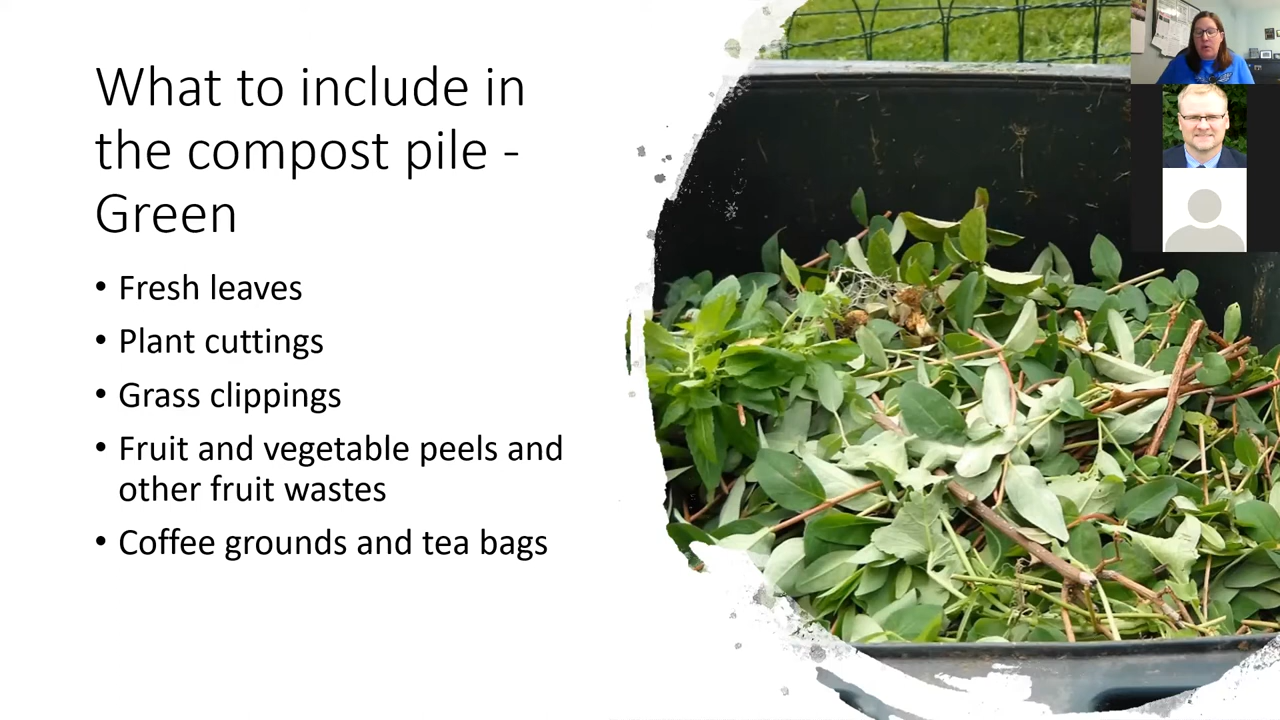 What to include in
the compost pile -
Green
• Fresh leaves
• Plant cuttings
• Grass clippings
• Fruit and vegetable peels and
other fruit wastes
• Coffee grounds and tea bags